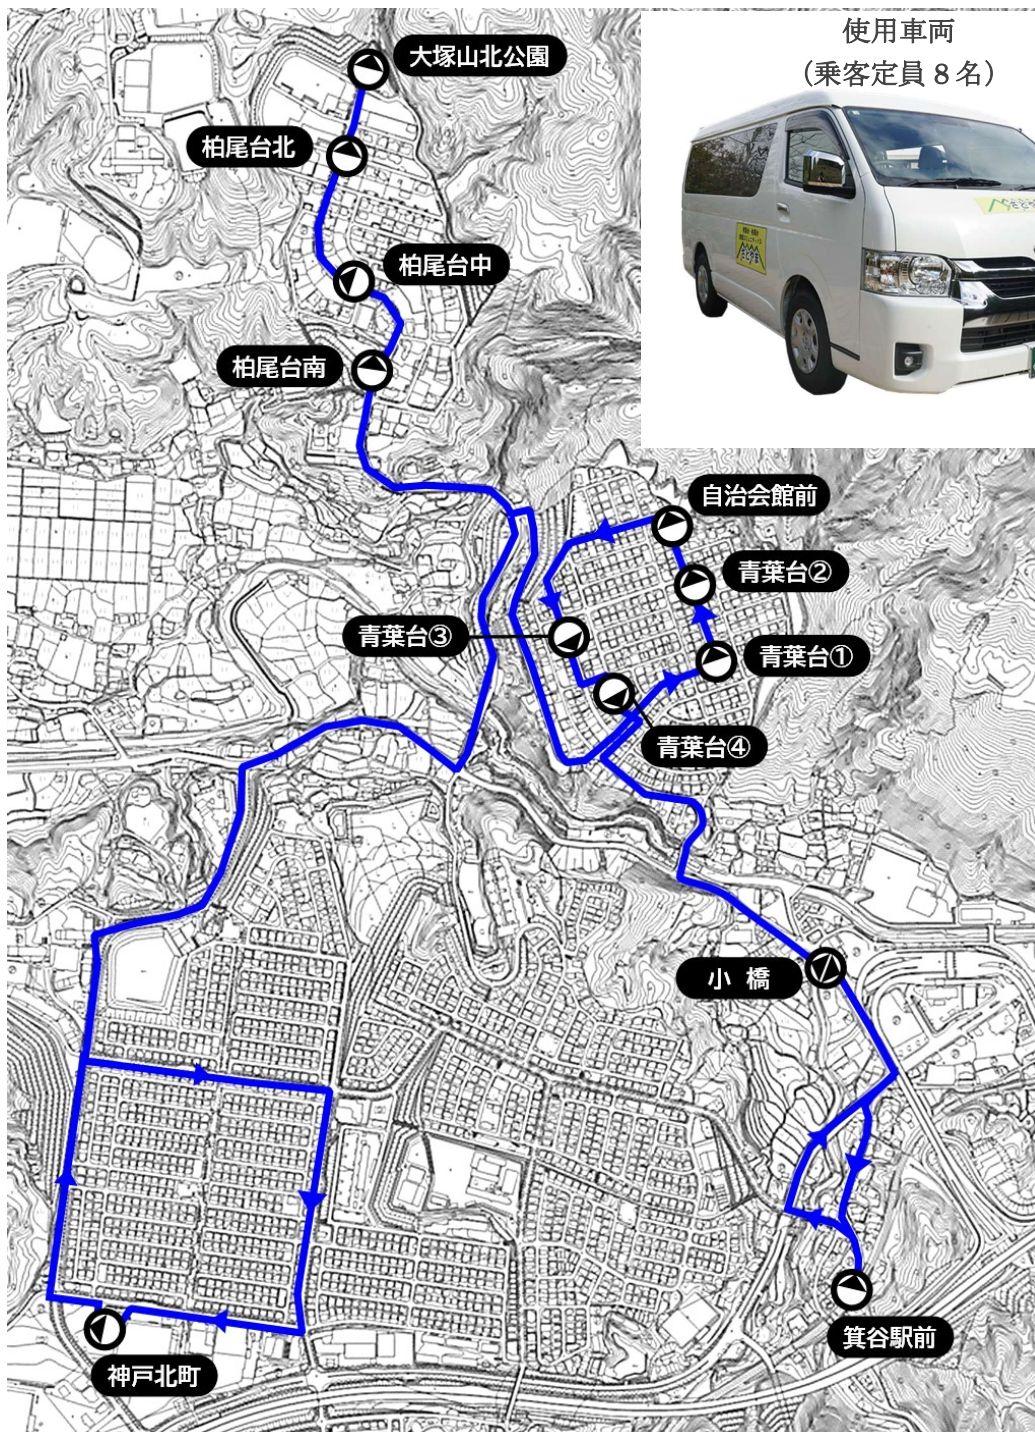 使用車両
（乗客定員８名）
大塚山北公園
柏尾台北
柏尾台中
柏尾台南
自治会館前
青葉台②
青葉台③
青葉台①
青葉台④
小 橋
箕谷駅前
神戸北町